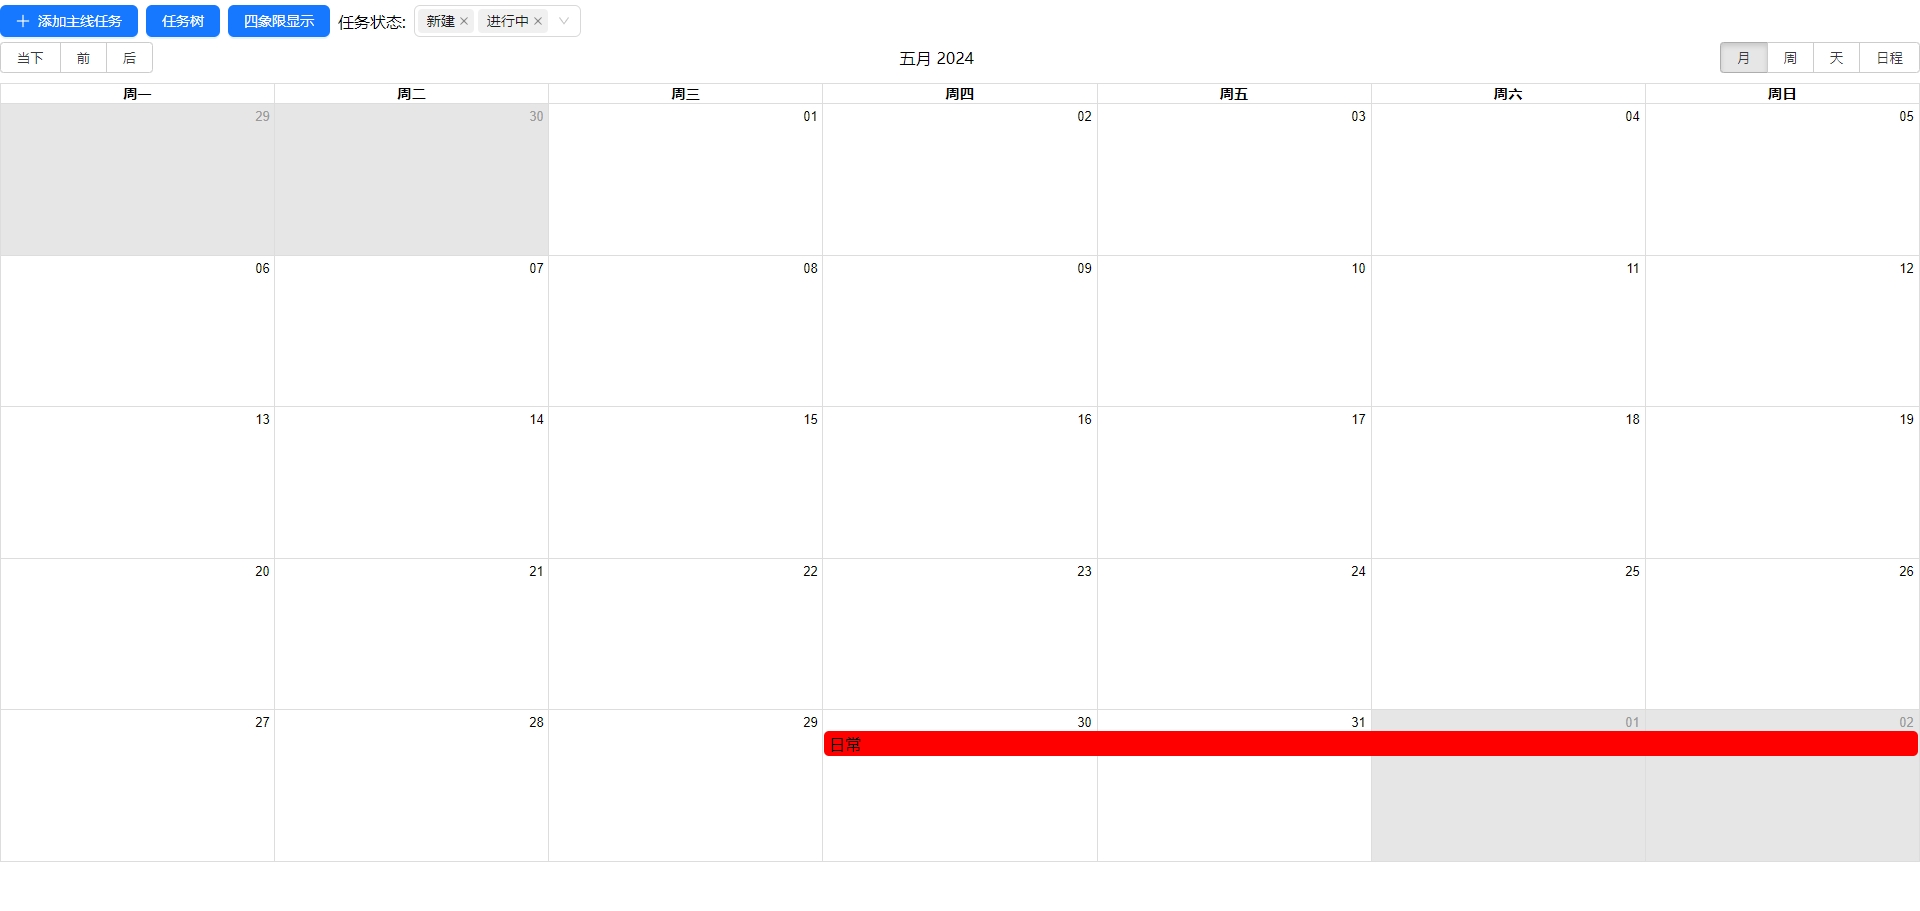 添加主线任务 任务树 四象限显示 任务状态: 新建 × 进行中 ×
当下 前 后 五月 2024 月 周 天 日程
周一 周二 周三 周四 周五 周六 周日
29 30 01 02 03 04 05
06 07 08 09 10 11 12
13 14 15 16 17 18 19
20 21 22 23 24 25 26
27 28 29 30 31 01 02
日常